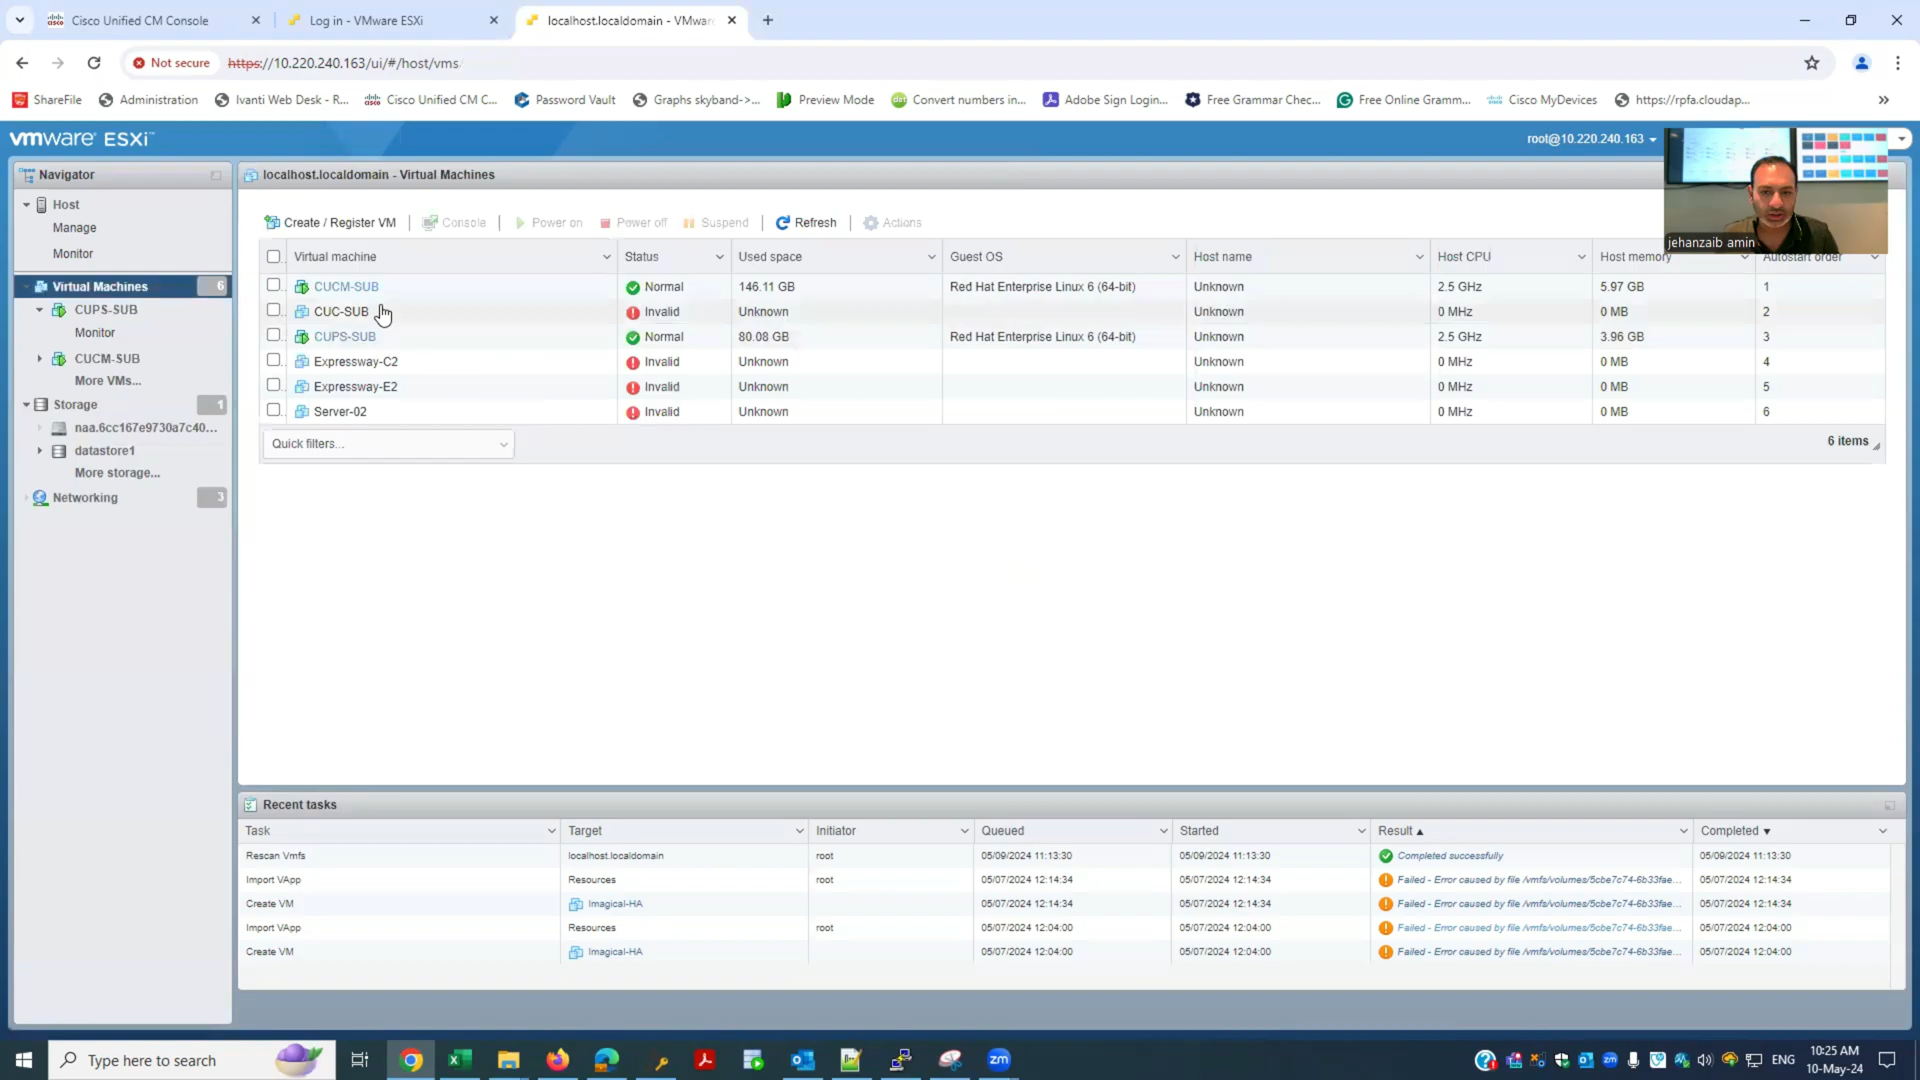 Cisco Unified CM Console
Log in - VMware ESXi
localhost.localdomain - VMwar
Not secure
https://10.220.240.163/ui/#/host/vms
ShareFile
Administration
Ivanti Web Desk - R...
Cisco Unified CM C...
Password Vault
Graphs skyband->...
Preview Mode
Convert numbers in...
Adobe Sign Login...
Free Grammar Chec...
Free Online Gramm...
Cisco MyDevices
https://rpfa.cloudap...
vmware ESXi
root@10.220.240.163
Navigator
Host
Manage
Monitor
Virtual Machines 6
CUPS-SUB
Monitor
CUCM-SUB
More VMs...
Storage 1
naa.6cc167e9730a7c40...
datastore1
More storage...
Networking 3
localhost.localdomain - Virtual Machines
jehanzaib amin
Create / Register VM Console Power on Power off Suspend Refresh Actions
Virtual machine Status Used space Guest OS Host name Host CPU Host memory Autostart order
CUCM-SUB Normal 146.11 GB Red Hat Enterprise Linux 6 (64-bit) Unknown 2.5 GHz 5.97 GB 1
CUC-SUB Invalid Unknown Unknown 0 MHz 0 MB 2
CUPS-SUB Normal 80.08 GB Red Hat Enterprise Linux 6 (64-bit) Unknown 2.5 GHz 3.96 GB 3
Expressway-C2 Invalid Unknown Unknown 0 MHz 0 MB 4
Expressway-E2 Invalid Unknown Unknown 0 MHz 0 MB 5
Server-02 Invalid Unknown Unknown 0 MHz 0 MB 6
Quick filters...
6 items
Recent tasks
Task Target Initiator Queued Started Result Completed
Rescan Vmfs localhost.localdomain root 05/09/2024 11:13:30 05/09/2024 11:13:30 Completed successfully 05/09/2024 11:13:30
Import VApp Resources root 05/07/2024 12:14:34 05/07/2024 12:14:34 Failed - Error caused by file /vmfs/volumes/5cbe7c74-6b33fae... 05/07/2024 12:14:34
Create VM Imagical-HA 05/07/2024 12:14:34 05/07/2024 12:14:34 Failed - Error caused by file /vmfs/volumes/5cbe7c74-6b33fae... 05/07/2024 12:14:34
Import VApp Resources root 05/07/2024 12:04:00 05/07/2024 12:04:00 Failed - Error caused by file /vmfs/volumes/5cbe7c74-6b33fae... 05/07/2024 12:04:00
Create VM Imagical-HA 05/07/2024 12:04:00 05/07/2024 12:04:00 Failed - Error caused by file /vmfs/volumes/5cbe7c74-6b33fae... 05/07/2024 12:04:00
Type here to search
zm
ENG
10:25 AM
10-May-24